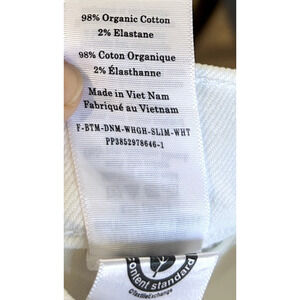 98% Organic Cotton
2% Elastane
98% Coton Organique
2% Élasthanne
Made in Viet Nam
Fabriqué au Vietnam
F-BTM-DNM-WHGH-SLIM-WHT
PP3852978646-1
content standard
©TextileExchange